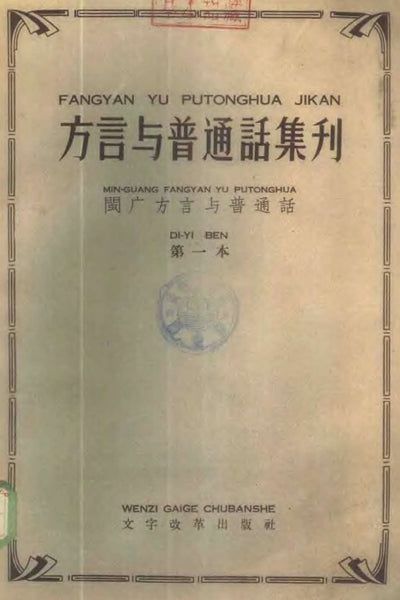 FANGYAN YU PUTONGHUA JIKAN
方言与普通話集刊
MIN-GUANG FANGYAN YU PUTONGHUA
閩广方言与普通話
DI-YI BEN
第一本
WENZI GAIGE CHUBANSHE
文字改革出版社